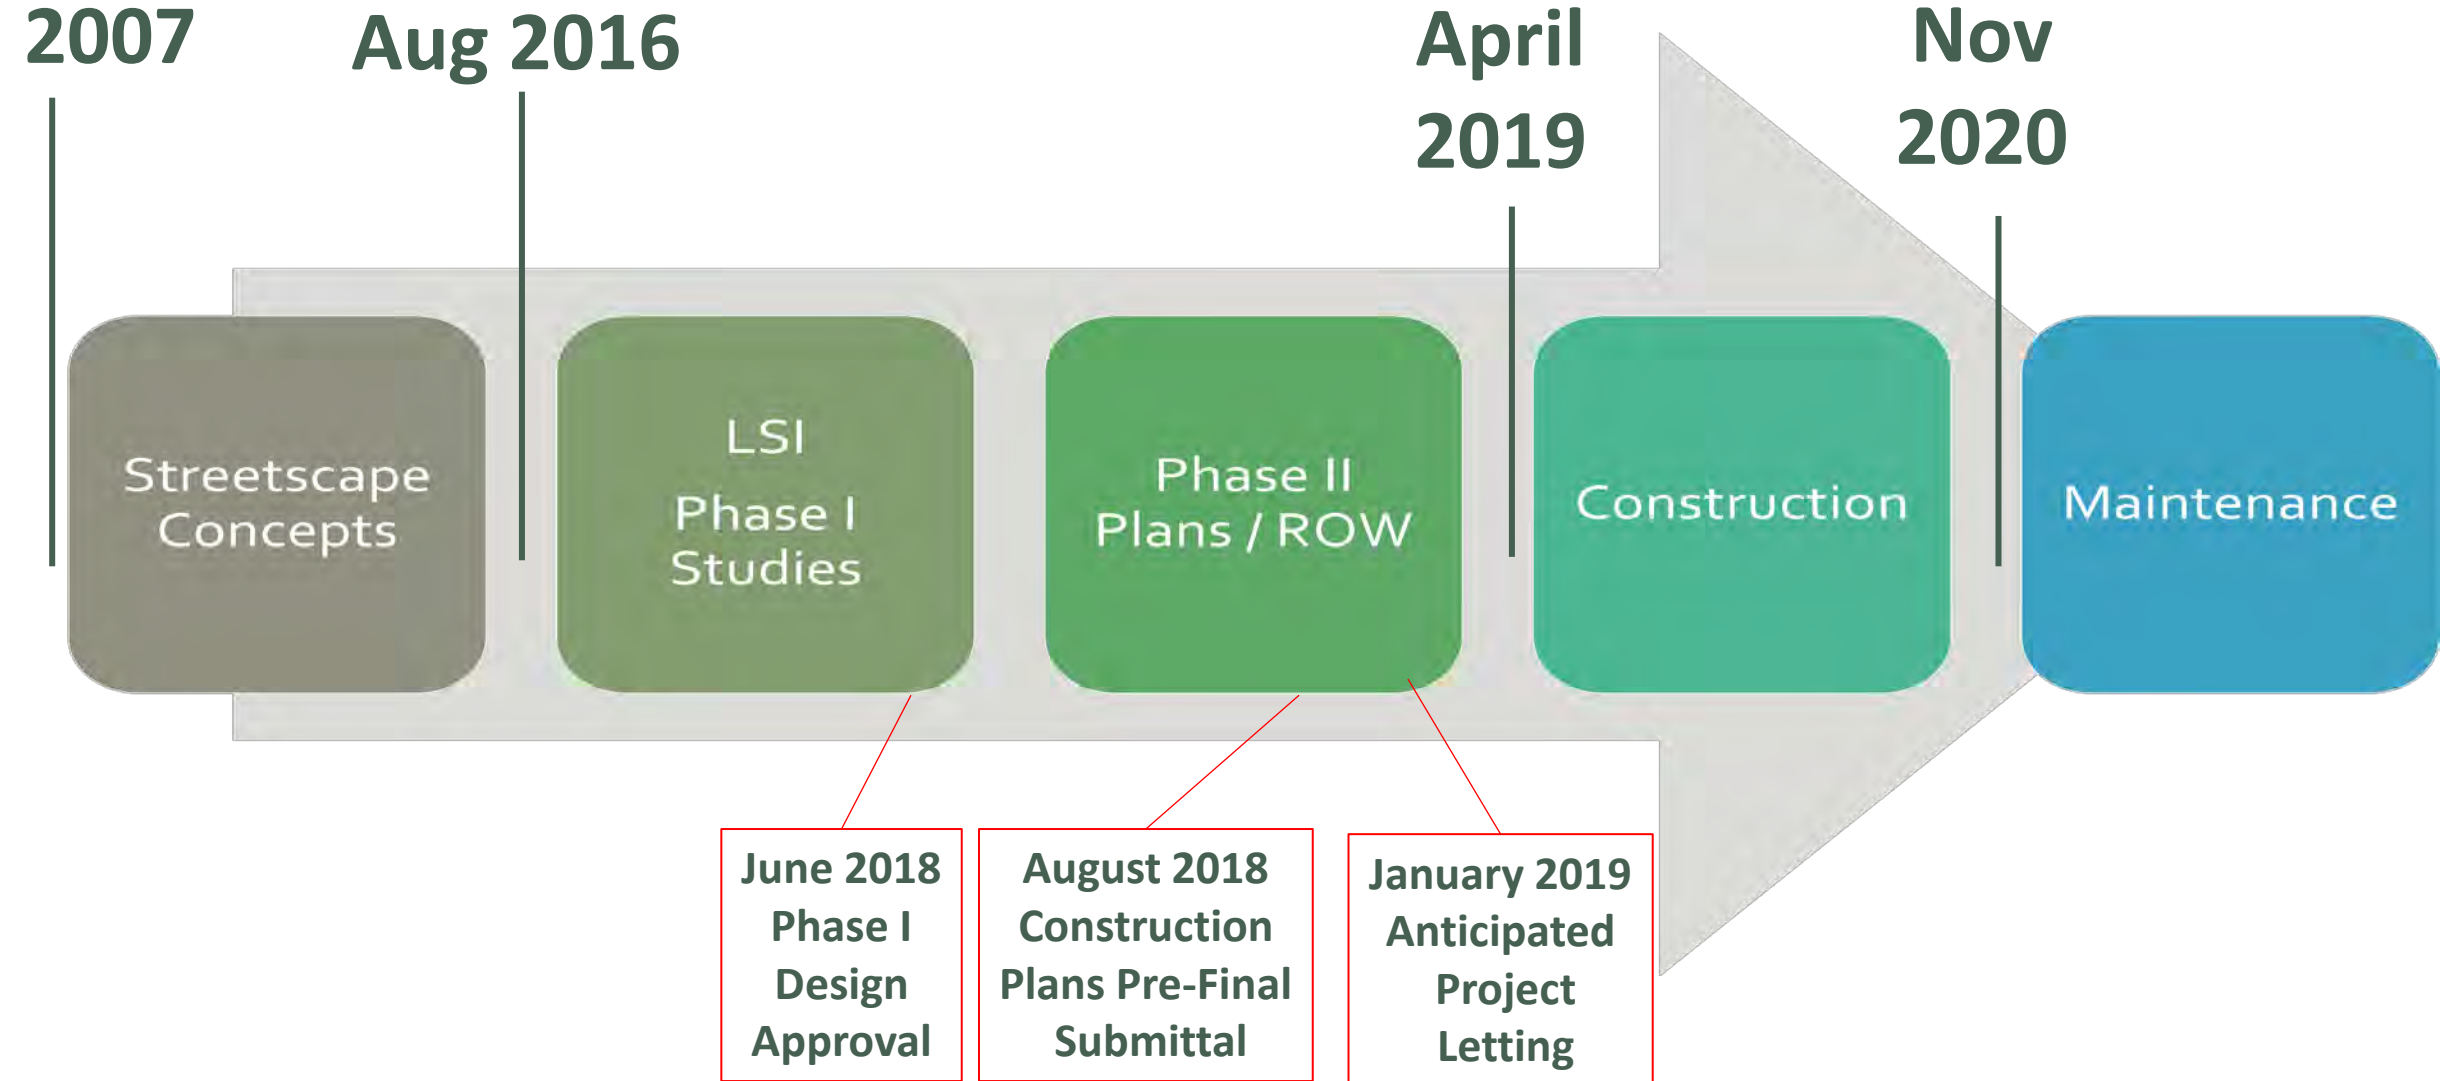 2007
Aug 2016
April
2019
Nov
2020
Streetscape
Concepts
LSI
Phase I
Studies
Phase II
Plans / ROW
Construction
Maintenance
June 2018
Phase I
Design
Approval
August 2018
Construction
Plans Pre-Final
Submittal
January 2019
Anticipated
Project
Letting